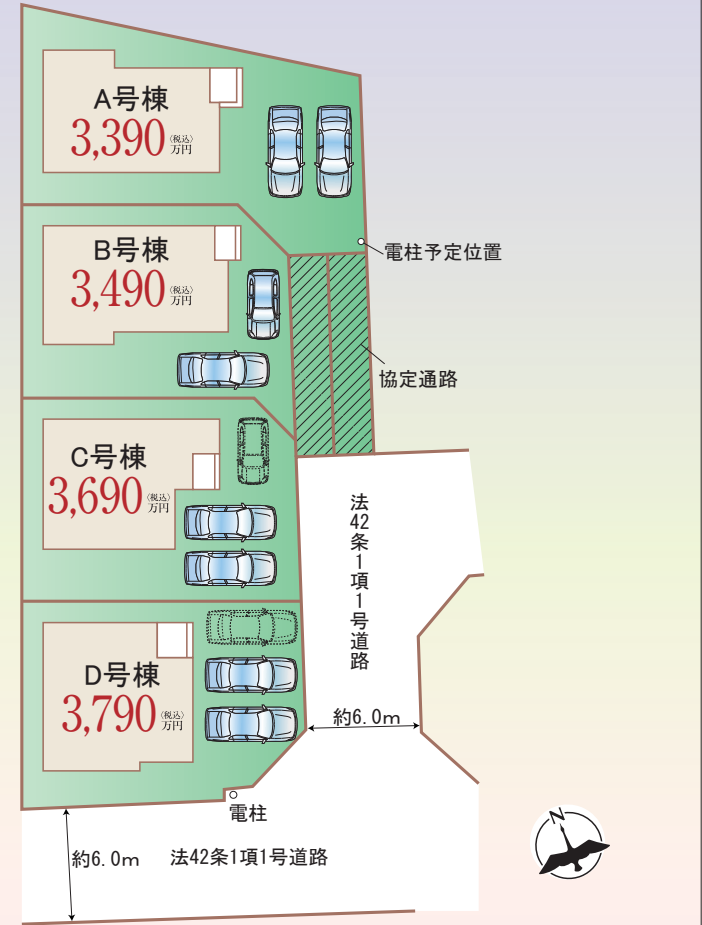 A号棟
3,390(税込)万円
B号棟
3,490(税込)万円
電柱予定位置
協定通路
C号棟
3,690(税込)万円
法42条1項1号道路
D号棟
3,790(税込)万円
約6.0m
電柱
約6.0m
法42条1項1号道路
N